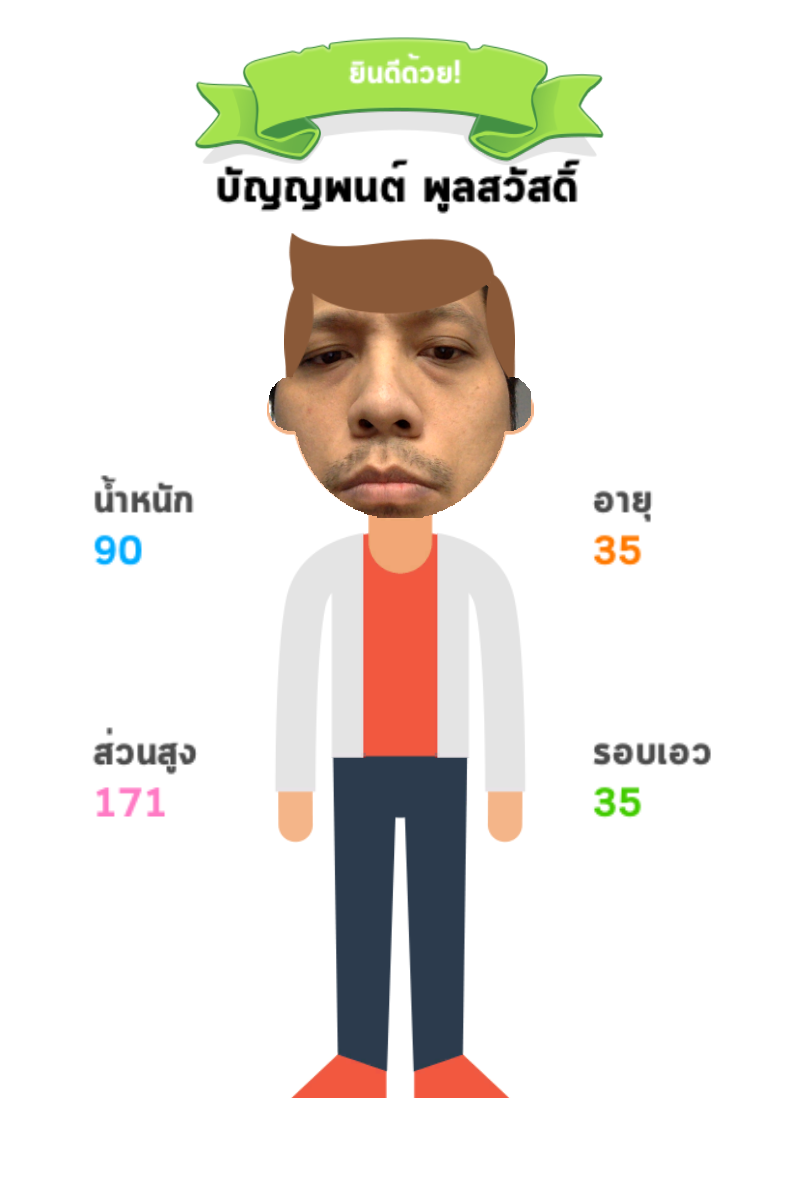 ยินดีด้วย!
บัญญพนต์ พูลสวัสดิ์
น้ำหนัก
90
อายุ
35
ส่วนสูง
171
รอบเอว
35